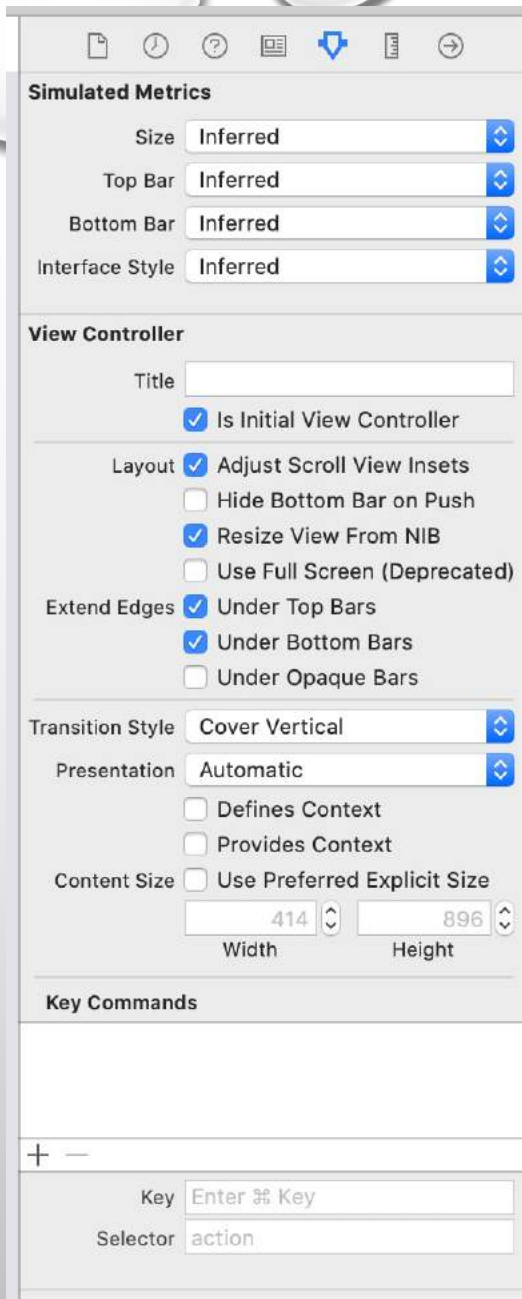 Simulated Metrics
Size Inferred
Top Bar Inferred
Bottom Bar Inferred
Interface Style Inferred
View Controller
Title
Is Initial View Controller
Layout Adjust Scroll View Insets
Hide Bottom Bar on Push
Resize View From NIB
Use Full Screen (Deprecated)
Extend Edges Under Top Bars
Under Bottom Bars
Under Opaque Bars
Transition Style Cover Vertical
Presentation Automatic
Defines Context
Provides Context
Content Size Use Preferred Explicit Size
414 896
Width Height
Key Commands
Key Enter ⌘ Key
Selector action